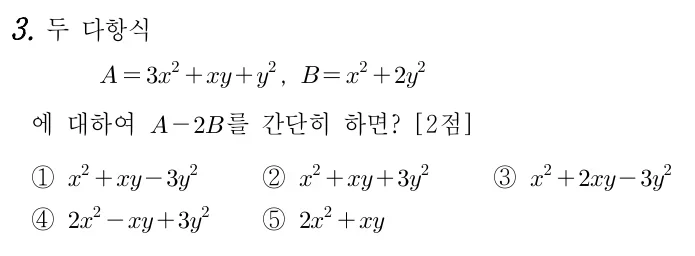 3. 두 다항식
A=3x²+xy+y², B=x²+2y²
에 대하여 A-2B를 간단히 하면? [2점]
① x²+xy-3y² ② x²+xy+3y² ③ x²+2xy-3y²
④ 2x²-xy+3y² ⑤ 2x²+xy